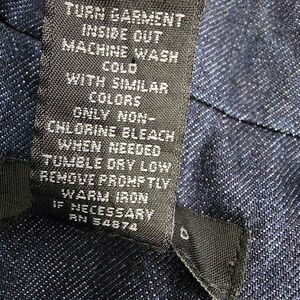 TURN GARMENT
INSIDE OUT
MACHINE WASH
COLD
WITH SIMILAR
COLORS
ONLY NON-
CHLORINE BLEACH
WHEN NEEDED
TUMBLE DRY LOW
REMOVE PROMPTLY
WARM IRON
IF NECESSARY
RN 54874